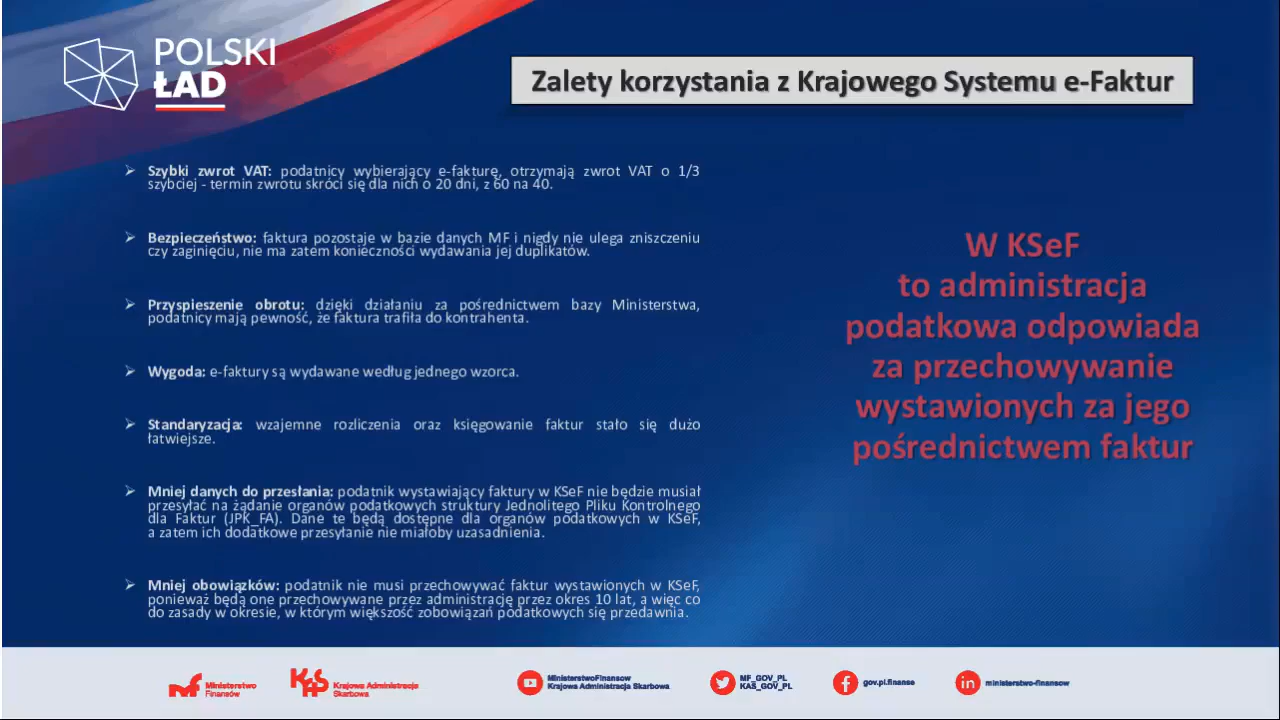 POLSKI
ŁAD
Zalety korzystania z Krajowego Systemu e-Faktur
Szybki zwrot VAT: podatnicy wybierający e-fakturę, otrzymają zwrot VAT o 1/3
szybciej - termin zwrotu skróci się dla nich o 20 dni, z 60 na 40.
Bezpieczeństwo: faktura pozostaje w bazie danych MF i nigdy nie ulega zniszczeniu
czy zaginięciu, nie ma zatem konieczności wydawania jej duplikatów.
Przyspieszenie obrotu: dzięki działaniu za pośrednictwem bazy Ministerstwa,
podatnicy mają pewność, że faktura trafiła do kontrahenta.
Wygoda: e-faktury są wydawane według jednego wzorca.
Standaryzacja: wzajemne rozliczenia oraz księgowanie faktur stało się dużo
łatwiejsze.
Mniej danych do przesłania: podatnik wystawiający faktury w KSeF nie będzie musiał
przesyłać na żądanie organów podatkowych struktury Jednolitego Pliku Kontrolnego
dla Faktur (JPK_FA). Dane te będą dostępne dla organów podatkowych w KSeF,
a zatem ich dodatkowe przesyłanie nie miałoby uzasadnienia.
Mniej obowiązków: podatnik nie musi przechowywać faktur wystawionych w KSeF,
ponieważ będą one przechowywane przez administrację przez okres 10 lat, a więc co
do zasady w okresie, w którym większość zobowiązań podatkowych się przedawnia.
W KSeF
to administracja
podatkowa odpowiada
za przechowywanie
wystawionych za jego
pośrednictwem faktur
Ministerstwo
Finansów
KAS
Krajowa Administracja
Skarbowa
MinisterstwoFinansow
Krajowa Administracja Skarbowa
MF_GOV_PL
KAS_GOV_PL
gov.pl.finanse
ministerstwo-finansow